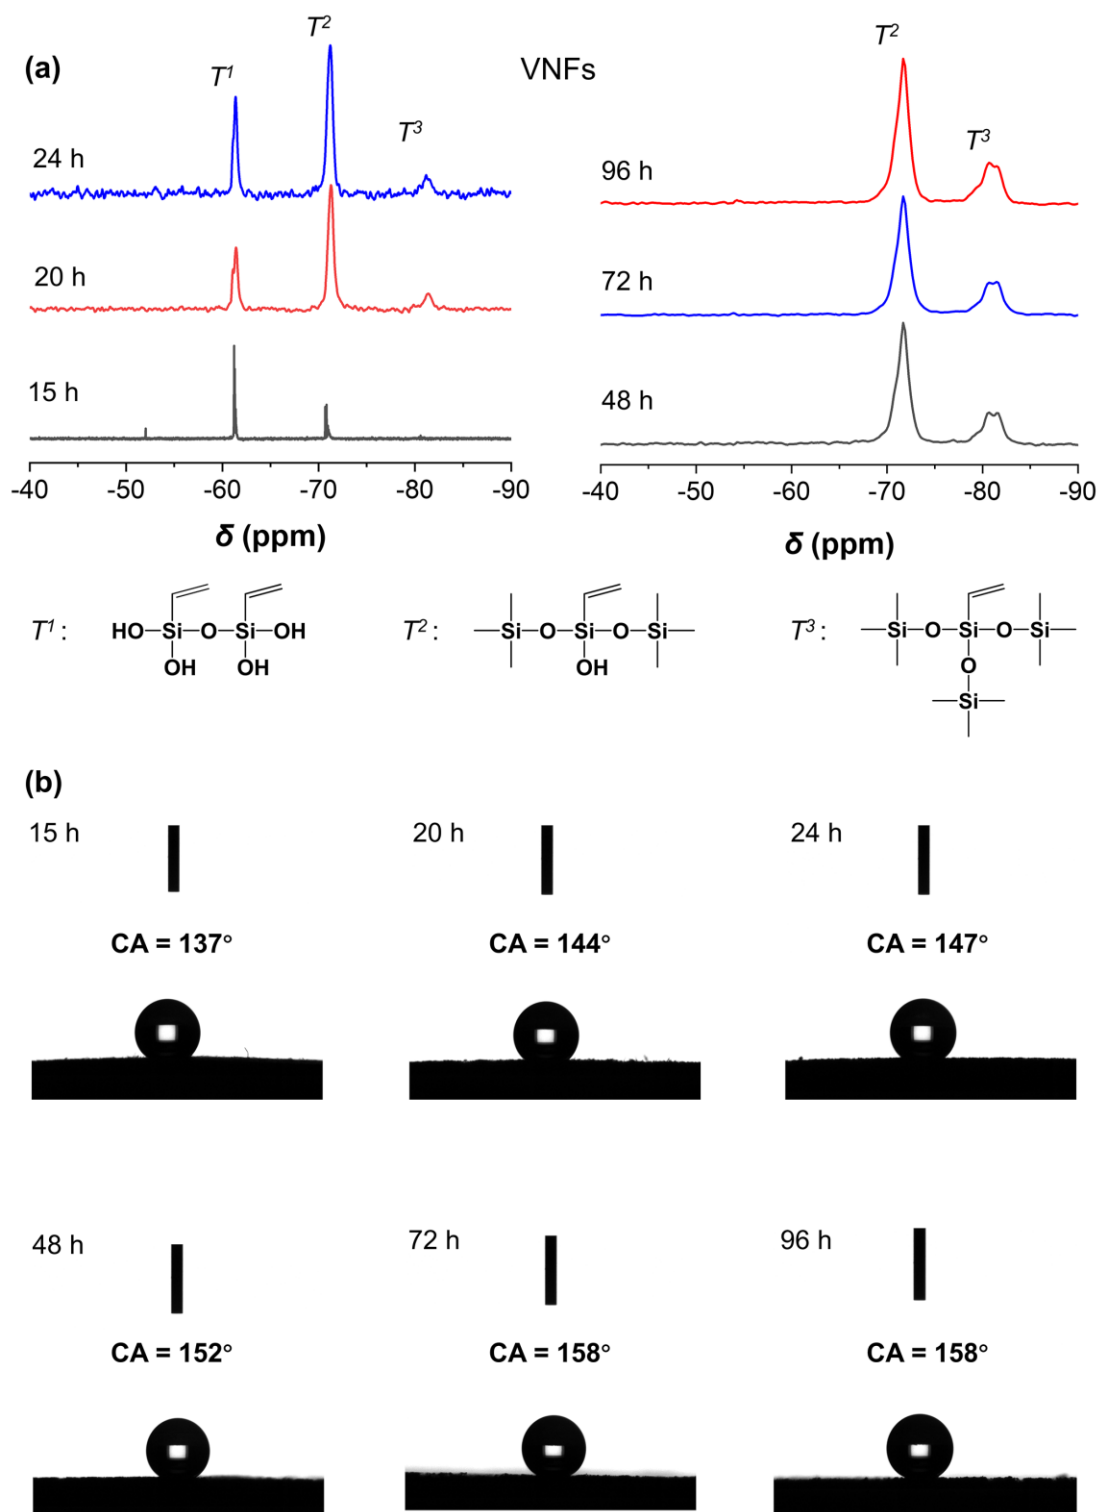 (a)
VNFs
T¹
T²
T³
24 h
20 h
15 h
-40 -50 -60 -70 -80 -90
δ (ppm)
T²
T³
96 h
72 h
48 h
-40 -50 -60 -70 -80 -90
δ (ppm)
T¹ :
HO Si O Si OH
OH OH
T² :
Si O Si O Si
OH
T³ :
Si O Si O Si
O
Si
(b)
15 h
20 h
24 h
CA = 137°
CA = 144°
CA = 147°
48 h
72 h
96 h
CA = 152°
CA = 158°
CA = 158°